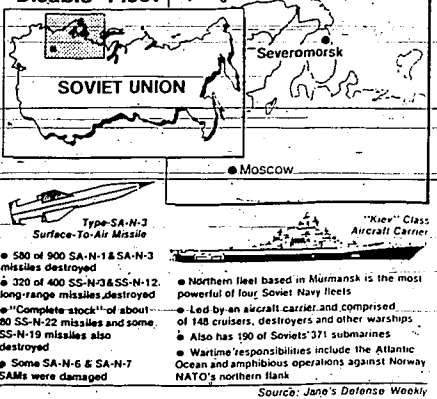 Disable Fleet
Severomorsk
SOVIET UNION
Moscow
Type-SA-N-3
Surface-To-Air Missile
"Kiev" Class
Aircraft Carrier
● 580 of 900 SA-N-1 & SA-N-3
missiles destroyed
● 320 of 400 SS-N-3 & SS-N-12
long-range missiles destroyed
● "Complete stock" of about
80 SS-N-22 missiles and some
SS-N-19 missiles also
destroyed
● Some SA-N-6 & SA-N-7
SAMs were damaged
● Northern fleet based in Murmansk is the most
powerful of four Soviet Navy fleets
● Led by an aircraft carrier and comprised
of 148 cruisers, destroyers and other warships
● Also has 190 of Soviets' 371 submarines
● Wartime responsibilities include the Atlantic
Ocean and amphibious operations against Norway
NATO's northern flank
Source: Jane's Defense Weekly